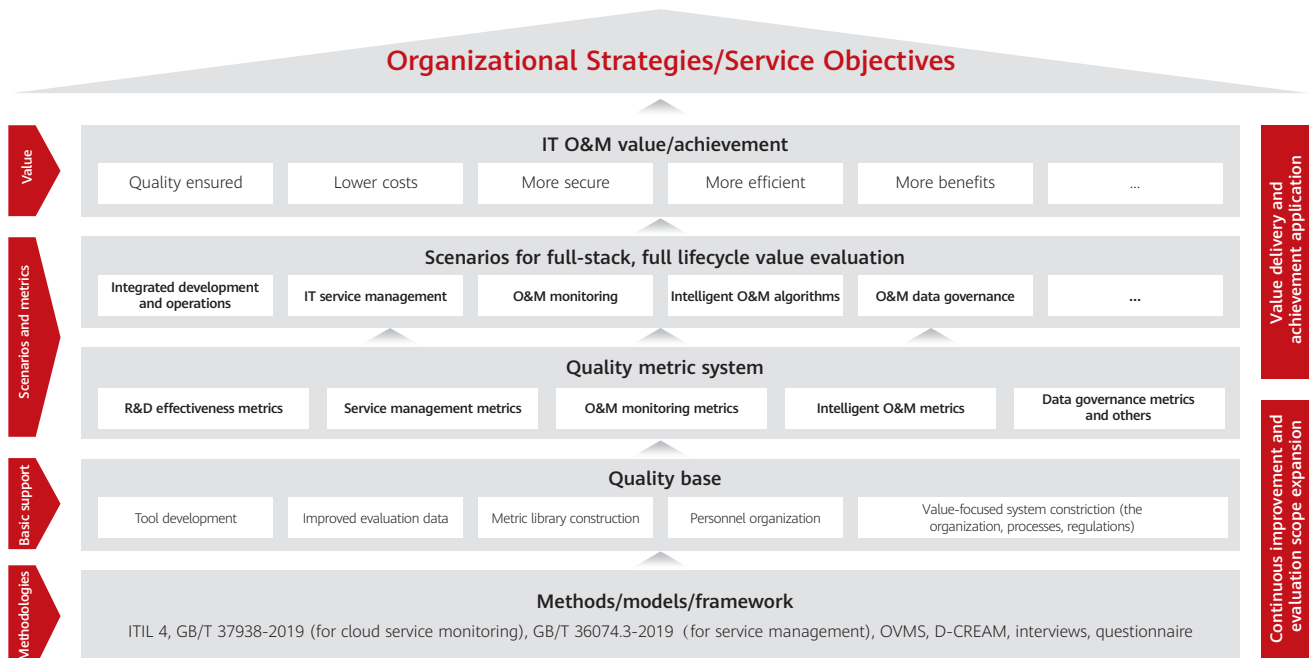 Organizational Strategies/Service Objectives
Value
IT O&M value/achievement
Quality ensured
Lower costs
More secure
More efficient
More benefits
...
Scenarios and metrics
Scenarios for full-stack, full lifecycle value evaluation
Integrated development
and operations
IT service management
O&M monitoring
Intelligent O&M algorithms
O&M data governance
...
Quality metric system
R&D effectiveness metrics
Service management metrics
O&M monitoring metrics
Intelligent O&M metrics
Data governance metrics
and others
Basic support
Quality base
Tool development
Improved evaluation data
Metric library construction
Personnel organization
Value-focused system constriction (the
organization, processes, regulations)
Methodologies
Methods/models/framework
ITIL 4, GB/T 37938-2019 (for cloud service monitoring), GB/T 36074.3-2019 (for service management), OVMS, D-CREAM, interviews, questionnaire
Value delivery and
achievement application
Continuous improvement and
evaluation scope expansion